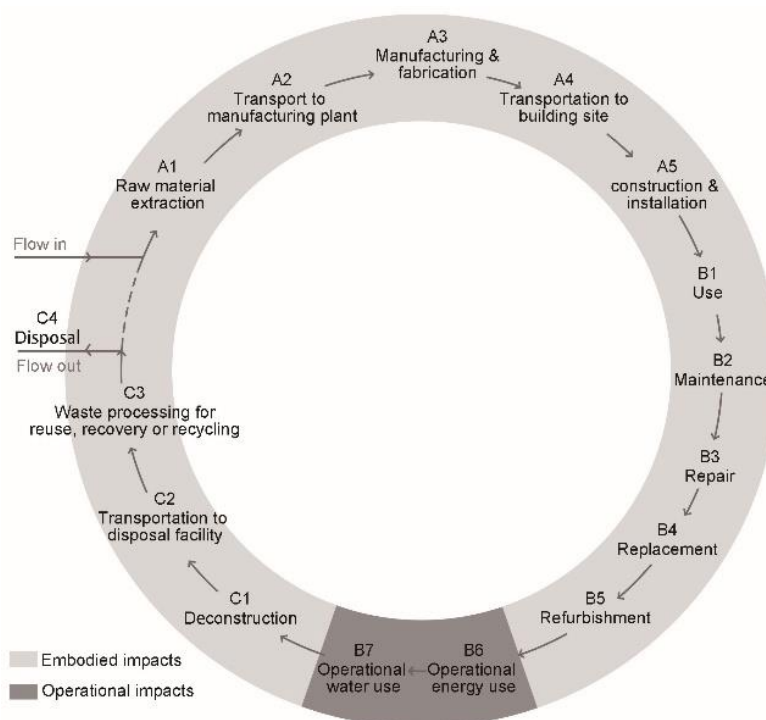 A1
Raw material
extraction
A2
Transport to
manufacturing plant
A3
Manufacturing &
fabrication
A4
Transportation to
building site
A5
construction &
installation
B1
Use
B2
Maintenance
B3
Repair
B4
Replacement
B5
Refurbishment
B6
Operational
energy use
B7
Operational
water use
C1
Deconstruction
C2
Transportation to
disposal facility
C3
Waste processing for
reuse, recovery or recycling
C4
Disposal
Flow out
Flow in
Embodied impacts
Operational impacts